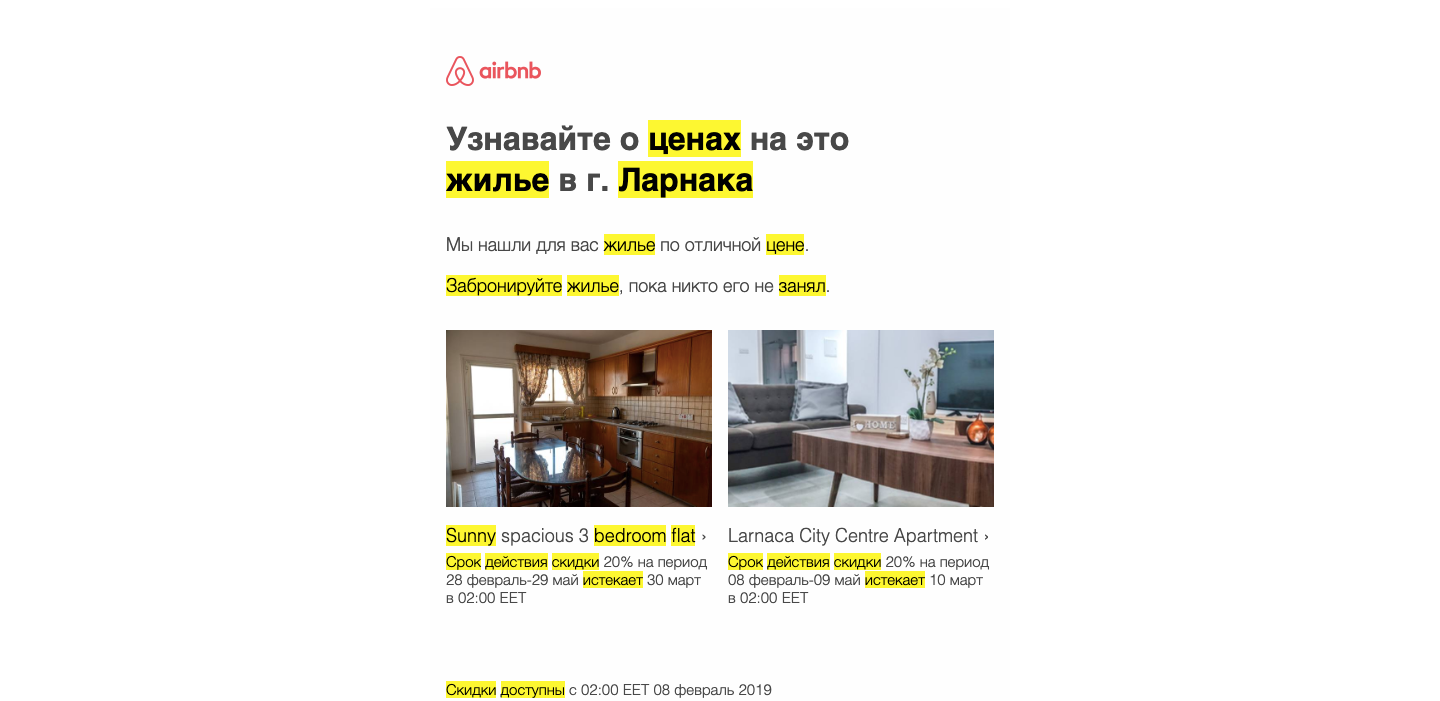 airbnb
Узнавайте о ценах на это
жилье в г. Ларнака
Мы нашли для вас жилье по отличной цене.
Забронируйте жилье, пока никто его не занял.
HOME
Sunny spacious 3 bedroom flat ›
Срок действия скидки 20% на период
28 февраль-29 май истекает 30 март
в 02:00 EET
Larnaca City Centre Apartment ›
Срок действия скидки 20% на период
08 февраль-09 май истекает 10 март
в 02:00 EET
Скидки доступны с 02:00 EET 08 февраль 2019